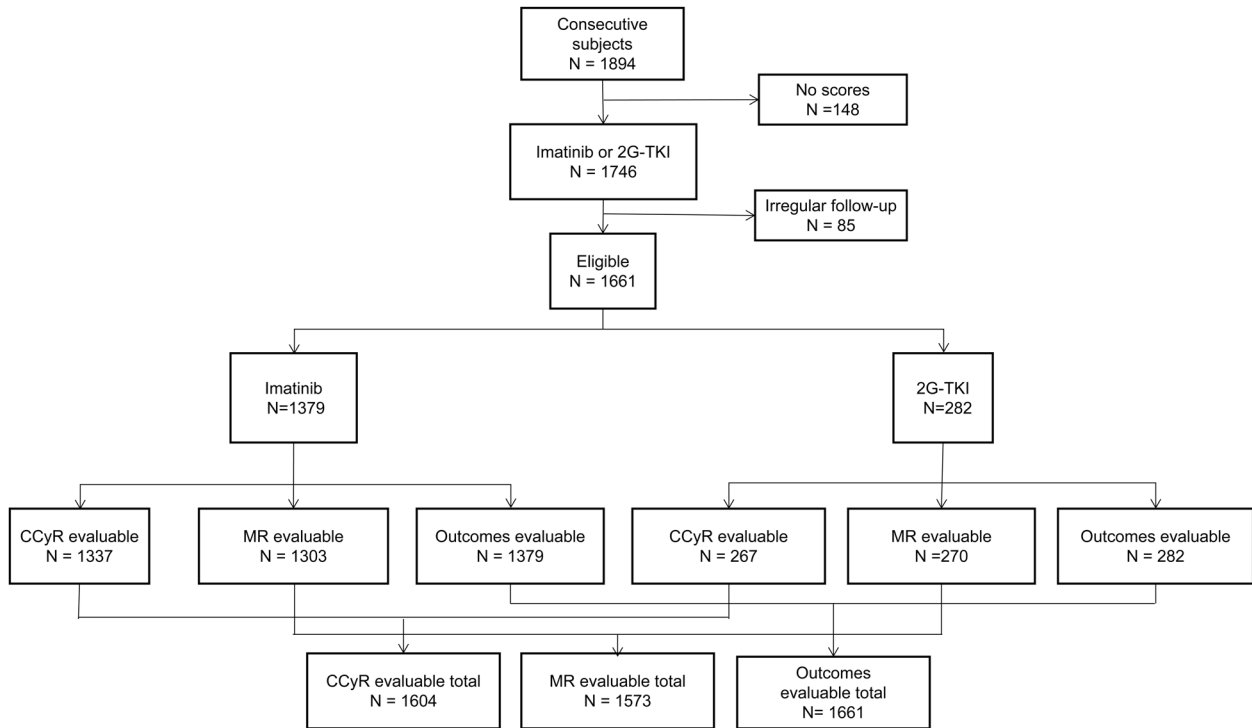 Consecutive
subjects
N = 1894
No scores
N =148
Imatinib or 2G-TKI
N = 1746
Irregular follow-up
N = 85
Eligible
N = 1661
Imatinib
N=1379
2G-TKI
N=282
CCyR evaluable
N = 1337
MR evaluable
N = 1303
Outcomes evaluable
N = 1379
CCyR evaluable
N = 267
MR evaluable
N =270
Outcomes evaluable
N = 282
CCyR evaluable total
N = 1604
MR evaluable total
N = 1573
Outcomes
evaluable total
N= 1661